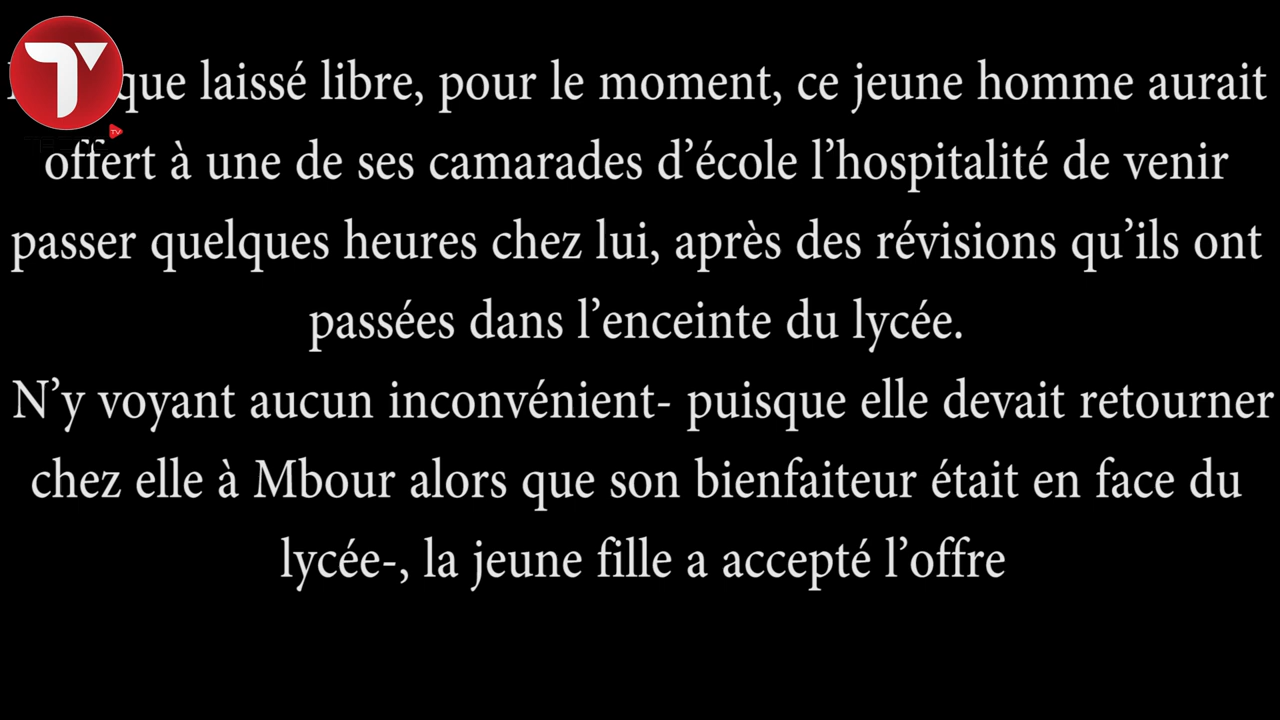 que laissé libre, pour le moment, ce jeune homme aurait
offert à une de ses camarades d’école l’hospitalité de venir
passer quelques heures chez lui, après des révisions qu’ils ont
passées dans l’enceinte du lycée.
N’y voyant aucun inconvénient- puisque elle devait retourner
chez elle à Mbour alors que son bienfaiteur était en face du
lycée-, la jeune fille a accepté l’offre
TV